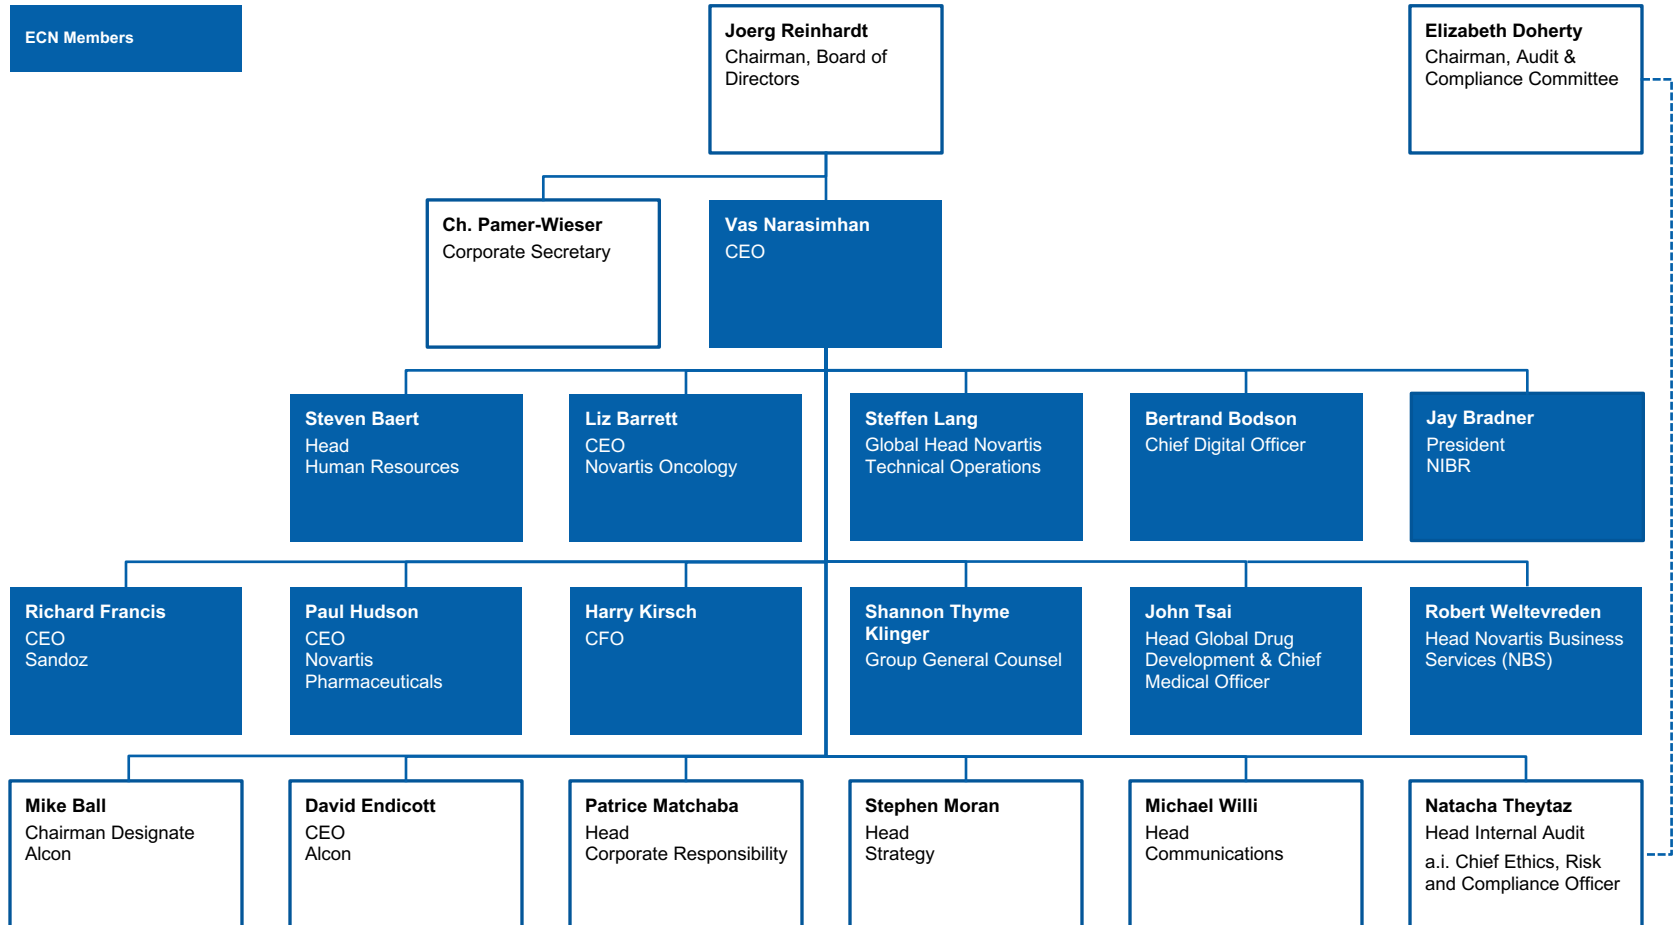 ECN Members
Joerg Reinhardt
Chairman, Board of
Directors
Elizabeth Doherty
Chairman, Audit &
Compliance Committee
Ch. Pamer-Wieser
Corporate Secretary
Vas Narasimhan
CEO
Steven Baert
Head
Human Resources
Liz Barrett
CEO
Novartis Oncology
Steffen Lang
Global Head Novartis
Technical Operations
Bertrand Bodson
Chief Digital Officer
Jay Bradner
President
NIBR
Richard Francis
CEO
Sandoz
Paul Hudson
CEO
Novartis
Pharmaceuticals
Harry Kirsch
CFO
Shannon Thyme
Klinger
Group General Counsel
John Tsai
Head Global Drug
Development & Chief
Medical Officer
Robert Weltevreden
Head Novartis Business
Services (NBS)
Mike Ball
Chairman Designate
Alcon
David Endicott
CEO
Alcon
Patrice Matchaba
Head
Corporate Responsibility
Stephen Moran
Head
Strategy
Michael Willi
Head
Communications
Natacha Theytaz
Head Internal Audit
a.i. Chief Ethics, Risk
and Compliance Officer